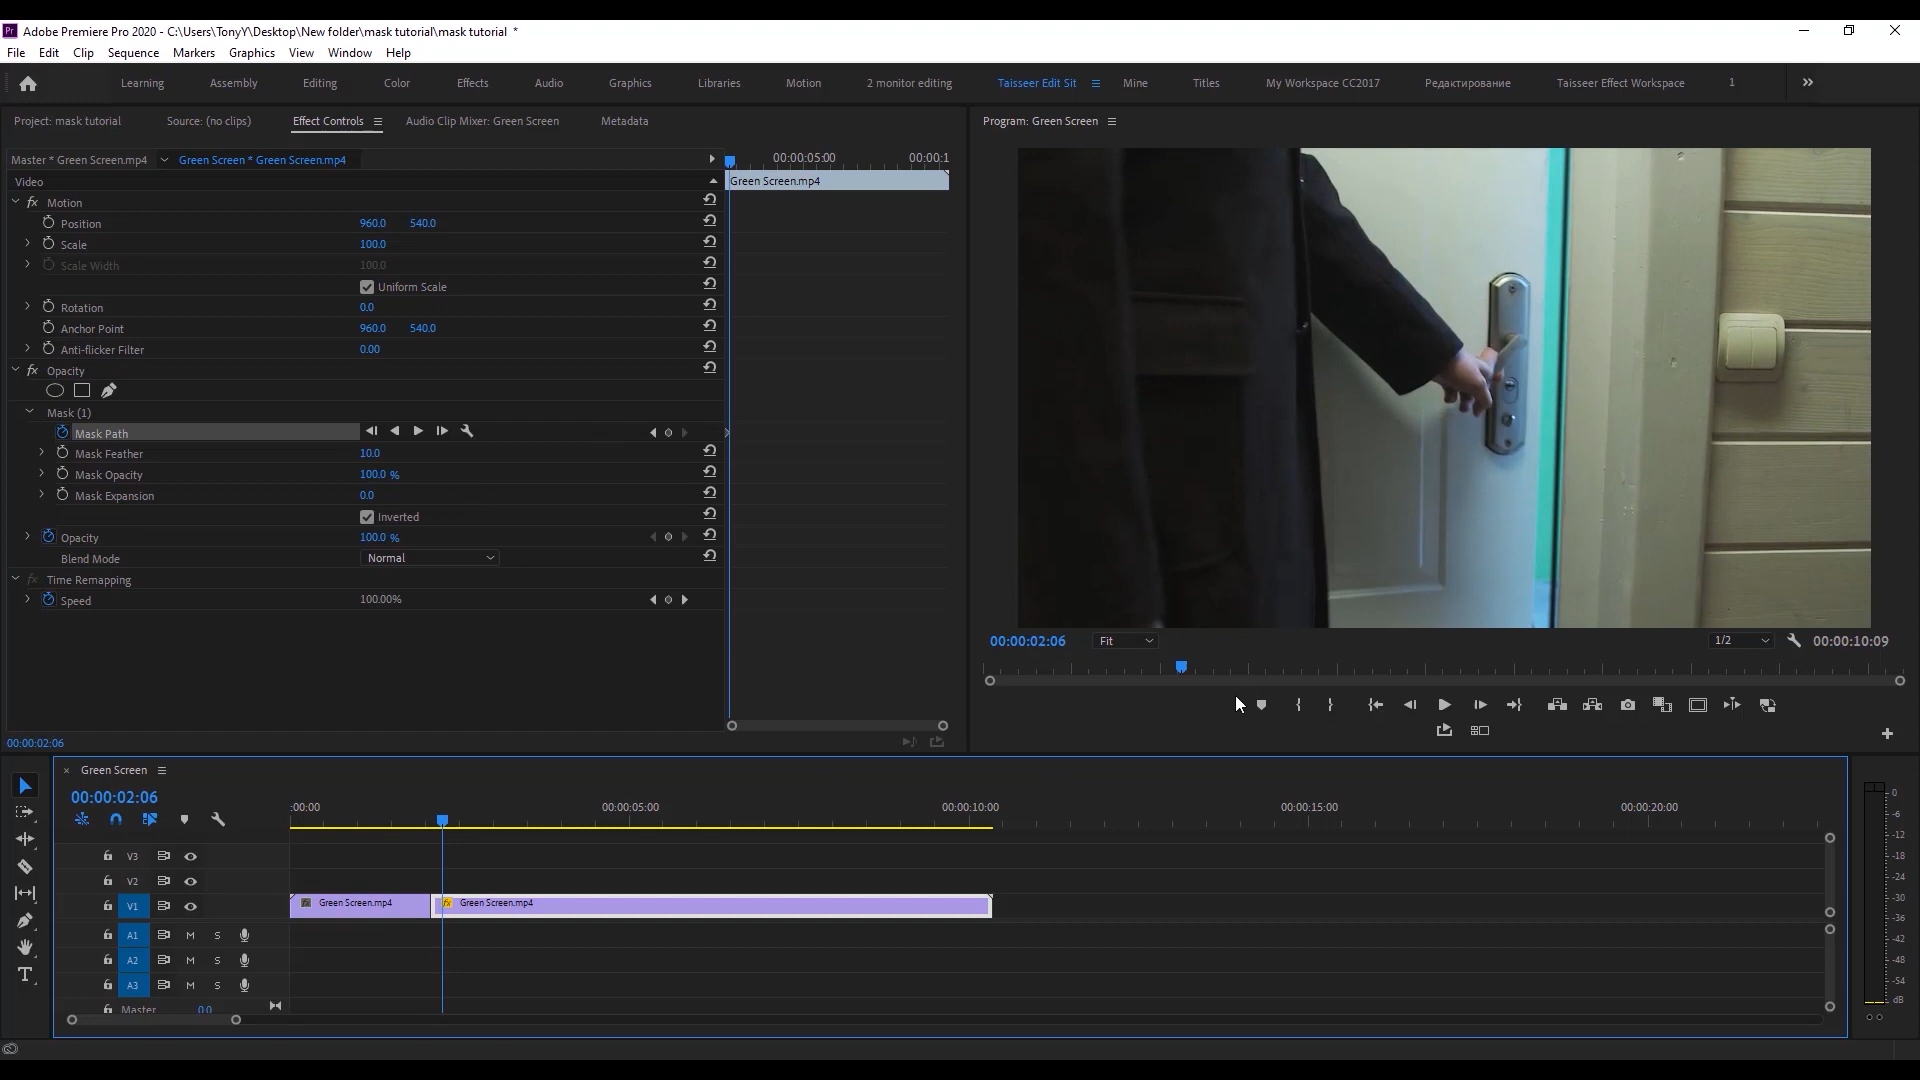 Adobe Premiere Pro 2020 - C:\Users\TonyY\Desktop\New folder\mask tutorial\mask tutorial *
File Edit Clip Sequence Markers Graphics View Window Help
Learning Assembly Editing Color Effects Audio Graphics Libraries Motion 2 monitor editing Taisseer Edit Sit Mine Titles My Workspace CC2017 Редактирование Taisseer Effect Workspace 1
Project: mask tutorial Source: (no clips) Effect Controls Audio Clip Mixer: Green Screen Metadata
Program: Green Screen
Master * Green Screen.mp4 Green Screen * Green Screen.mp4
00:00:05:00 00:00:1
Video
Green Screen.mp4
fx Motion
Position 960.0 540.0
Scale 100.0
Scale Width 100.0
Uniform Scale
Rotation 0.0
Anchor Point 960.0 540.0
Anti-flicker Filter 0.00
fx Opacity
Mask (1)
Mask Path
Mask Feather 10.0
Mask Opacity 100.0 %
Mask Expansion 0.0
Inverted
Opacity 100.0 %
Blend Mode Normal
fx Time Remapping
Speed 100.00%
00:00:02:06
00:00:02:06 Fit 1/2 00:00:10:09
Green Screen
00:00:02:06
:00:00 00:00:05:00 00:00:10:00 00:00:15:00 00:00:20:00
V3
V2
V1
fx Green Screen.mp4 fx Green Screen.mp4
A1 M S
A2 M S
A3 M S
Master 0.0
0
-6
-12
-18
-24
-30
-36
-42
-48
-54
dB